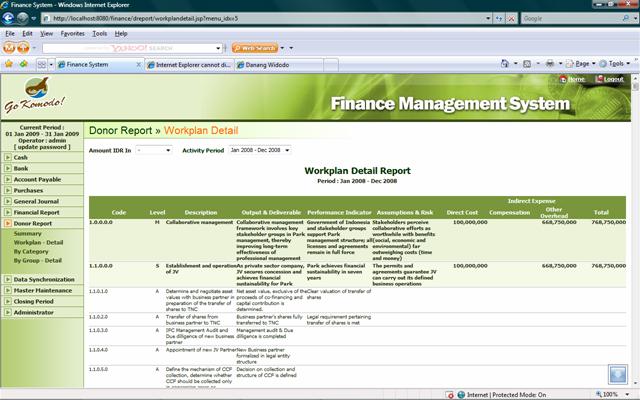 Finance System - Windows Internet Explorer
http://localhost:8080/finance/dreport/workplandetail.jsp?menu_idx=5
Google
File Edit View Favorites Tools Help
YAHOO! SEARCH
Web Search
Finance System
Internet Explorer cannot di...
Danang Widodo
Page
Tools
Home
Logout
Go Komodo!
Finance Management System
Current Period :
01 Jan 2009 - 31 Jan 2009
Operator : admin
[ update password ]
Cash
Bank
Account Payable
Purchases
General Journal
Financial Report
Donor Report
Summary
Workplan - Detail
By Category
By Group - Detail
Data Synchronization
Master Maintenance
Closing Period
Administrator
Donor Report » Workplan Detail
Amount IDR In
-
Activity Period
Jan 2008 - Dec 2008
Workplan Detail Report
Period : Jan 2008 - Dec 2008
Indirect Expense
Code Level Description Output & Deliverable Performance Indicator Assumptions & Risk Direct Cost Compensation Other Overhead Total
1.0.0.0.0 M Collaborative management
Collaborative management
framework involves key
stakeholder groups in Park
management, thereby
improving long-term
effectiveness of
professional management
Government of Indonesia
and stakeholder groups
support Park
management structure; all
licenses and agreements
remain in full force
Stakeholders perceive
collaborative efforts as
worthwhile with benefits
(social, economic and
environmental) far
outweighing costs (time
and money)
100,000,000 668,750,000 768,750,000
1.1.0.0.0 S
Establishment and operation
of JV
As private sector company,
JV secures concession and
achieves financial
sustainability for Park
Park achieves financial
sustainability in seven
years
The permits and
agreements guarantee JV
can carry out its defined
business operations
100,000,000 668,750,000 768,750,000
1.1.0.1.0 A
Determine and negotiate asset
values with business partner in
preparation of the transfer of
shares to TNC
Net asset value, exclusive of
proceeds of co-financing and
capital contribution is
determined.
Clear valuation of transfer of
shares
1.1.0.2.0 A
Transfer of shares from
business partner to TNC
Business partner's shares fully
transferred to TNC
Legal requirement pertaining
transfer of shares is met
1.1.0.3.0 A
IFC Management Audit and
Due diligence of new business
partner
Management audit & Due
diligence is completed
1.1.0.4.0 A
Appointment of new JV Partner
New Business partner
formalized in legal entity
structure
1.1.0.5.0 A
Define the mechanism of CCF
collection, determine whether
CCF should be collected only
Decision on collection and
structure of CCF is defined
Internet | Protected Mode: On
100%